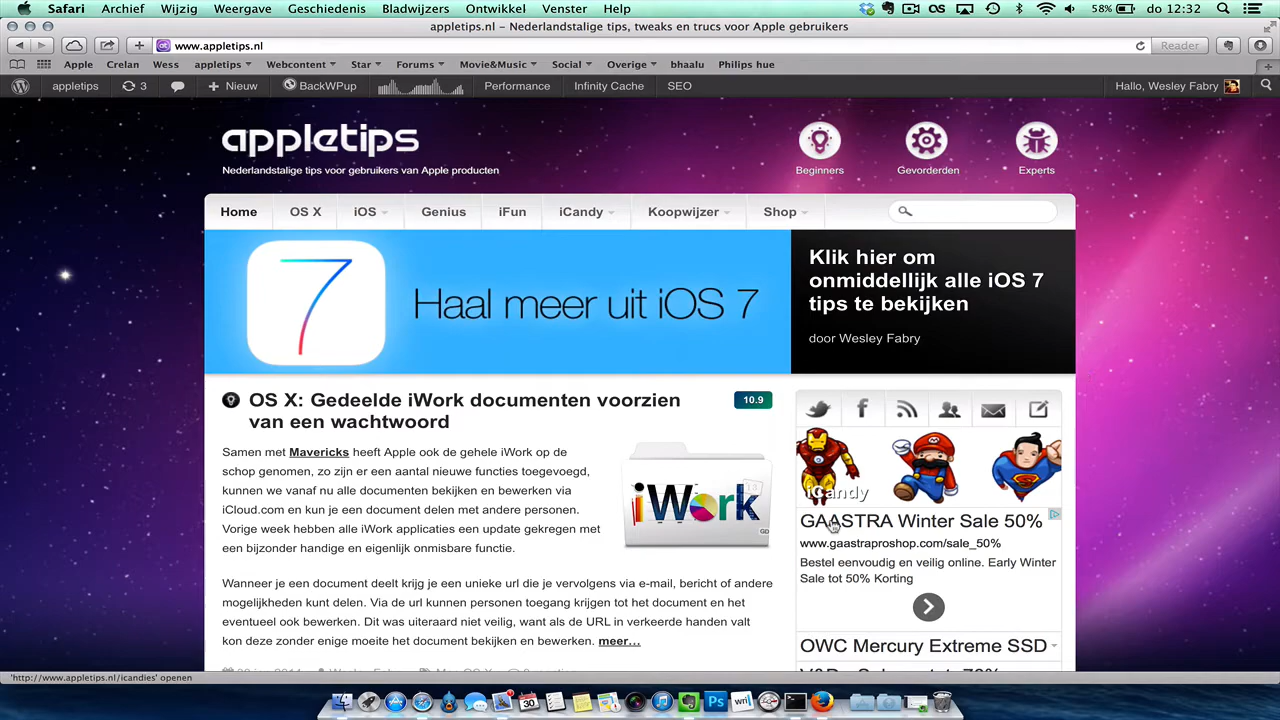 Safari Archief Wijzig Weergave Geschiedenis Bladwijzers Ontwikkel Venster Help 58% do 12:32
appletips.nl – Nederlandstalige tips, tweaks en trucs voor Apple gebruikers
www.appletips.nl Reader
Apple Crelan Wess appletips Webcontent Star Forums Movie&Music Social Overige bhaalu Philips hue
appletips 3 Nieuw BackWPup Performance Infinity Cache SEO Hallo, Wesley Fabry
appletips
Nederlandstalige tips voor gebruikers van Apple producten
Beginners Gevorderden Experts
Home OS X iOS Genius iFun iCandy Koopwijzer Shop
7 Haal meer uit iOS 7
Klik hier om
onmiddellijk alle iOS 7
tips te bekijken
door Wesley Fabry
OS X: Gedeelde iWork documenten voorzien
van een wachtwoord
10.9
Samen met Mavericks heeft Apple ook de gehele iWork op de
schop genomen, zo zijn er een aantal nieuwe functies toegevoegd,
kunnen we vanaf nu alle documenten bekijken en bewerken via
iCloud.com en kun je een document delen met andere personen.
Vorige week hebben alle iWork applicaties een update gekregen met
een bijzonder handige en eigenlijk onmisbare functie.
iWork
Wanneer je een document deelt krijg je een unieke url die je vervolgens via e-mail, bericht of andere
mogelijkheden kunt delen. Via de url kunnen personen toegang krijgen tot het document en het
eventueel ook bewerken. Dit was uiteraard niet veilig, want als de URL in verkeerde handen valt
kon deze zonder enige moeite het document bekijken en bewerken. meer...
iCandy
GAASTRA Winter Sale 50%
www.gaastraproshop.com/sale_50%
Bestel eenvoudig en veilig online. Early Winter
Sale tot 50% Korting
OWC Mercury Extreme SSD
'http://www.appletips.nl/icandies' openen
30 Ps wri